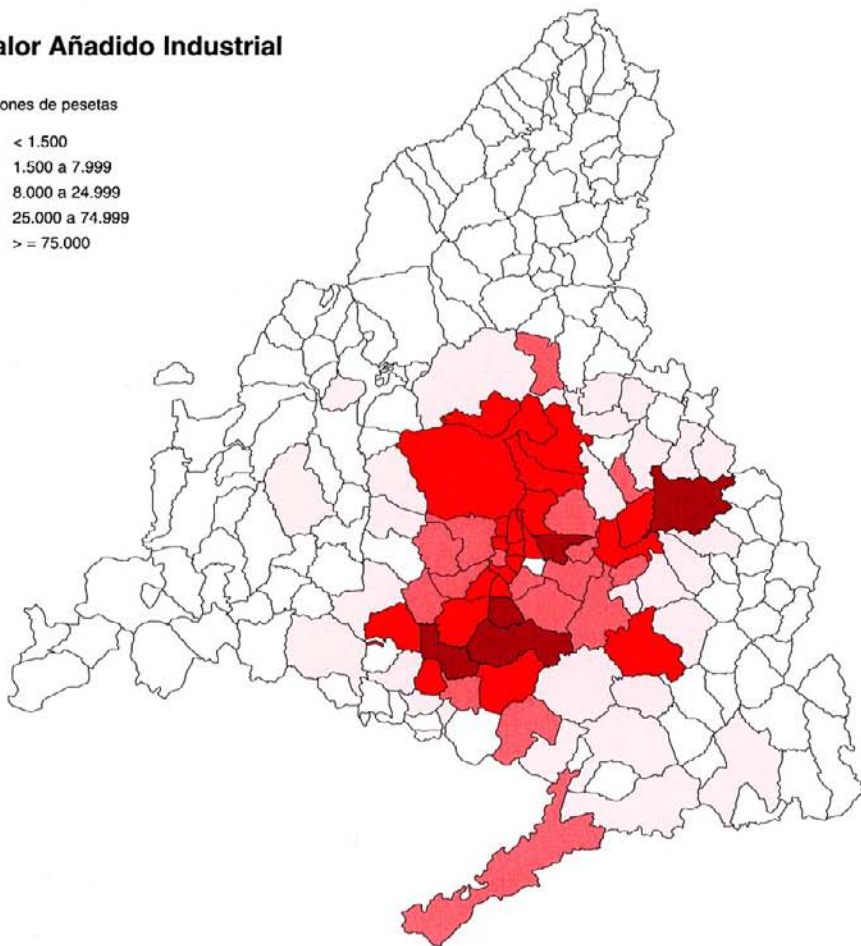 alor Añadido Industrial
ones de pesetas
< 1.500
1.500 a 7.999
8.000 a 24.999
25.000 a 74.999
> = 75.000